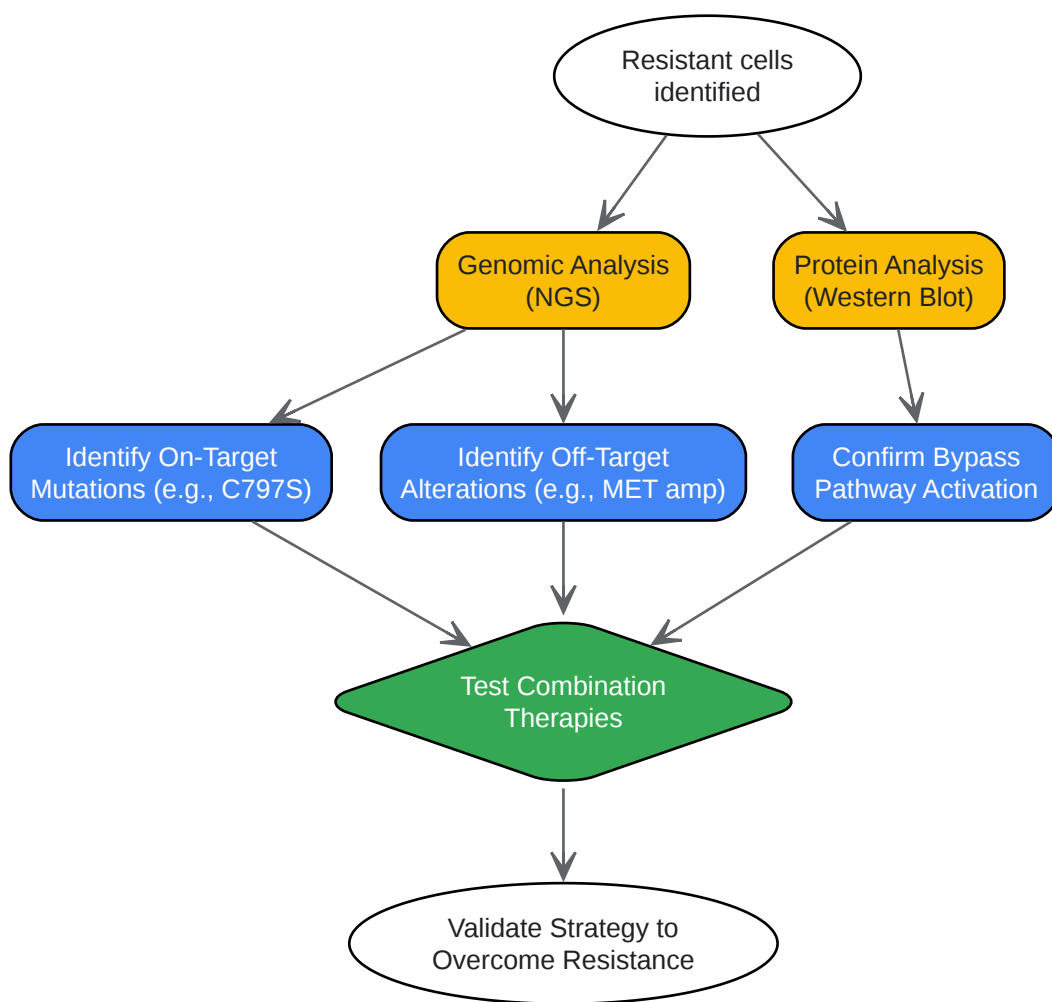 Resistant cells
identified
Genomic Analysis
(NGS)
Protein Analysis
(Western Blot)
Identify On-Target
Mutations (e.g., C797S)
Identify Off-Target
Alterations (e.g., MET amp)
Confirm Bypass
Pathway Activation
Test Combination
Therapies
Validate Strategy to
Overcome Resistance